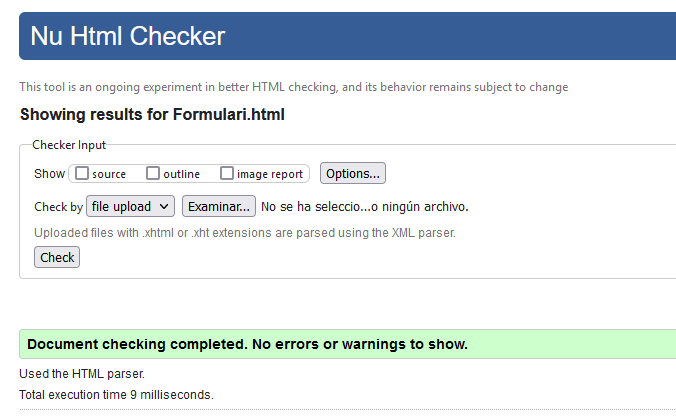 Nu Html Checker
This tool is an ongoing experiment in better HTML checking, and its behavior remains subject to change
Showing results for Formulari.html
Checker Input
Show source outline image report Options...
Check by file upload Examinar... No se ha seleccio...o ningún archivo.
Uploaded files with .xhtml or .xht extensions are parsed using the XML parser.
Check
Document checking completed. No errors or warnings to show.
Used the HTML parser.
Total execution time 9 milliseconds.